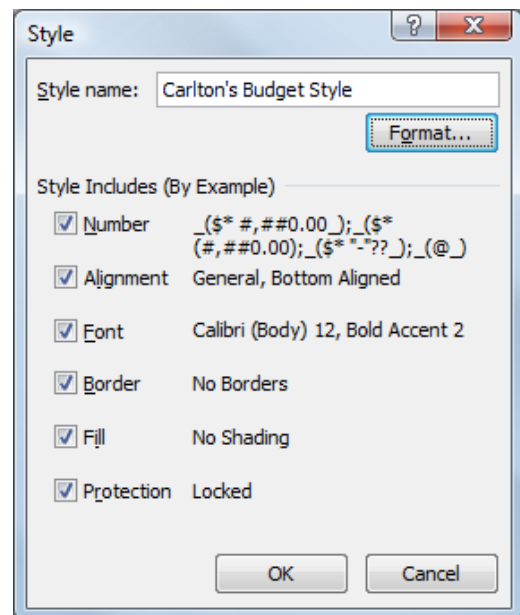 Style
Style name: Carlton's Budget Style
Format...
Style Includes (By Example)
Number _($* #,##0.00_);_($*
(#,##0.00);_($* "-"??_);_(@_)
Alignment General, Bottom Aligned
Font Calibri (Body) 12, Bold Accent 2
Border No Borders
Fill No Shading
Protection Locked
OK Cancel